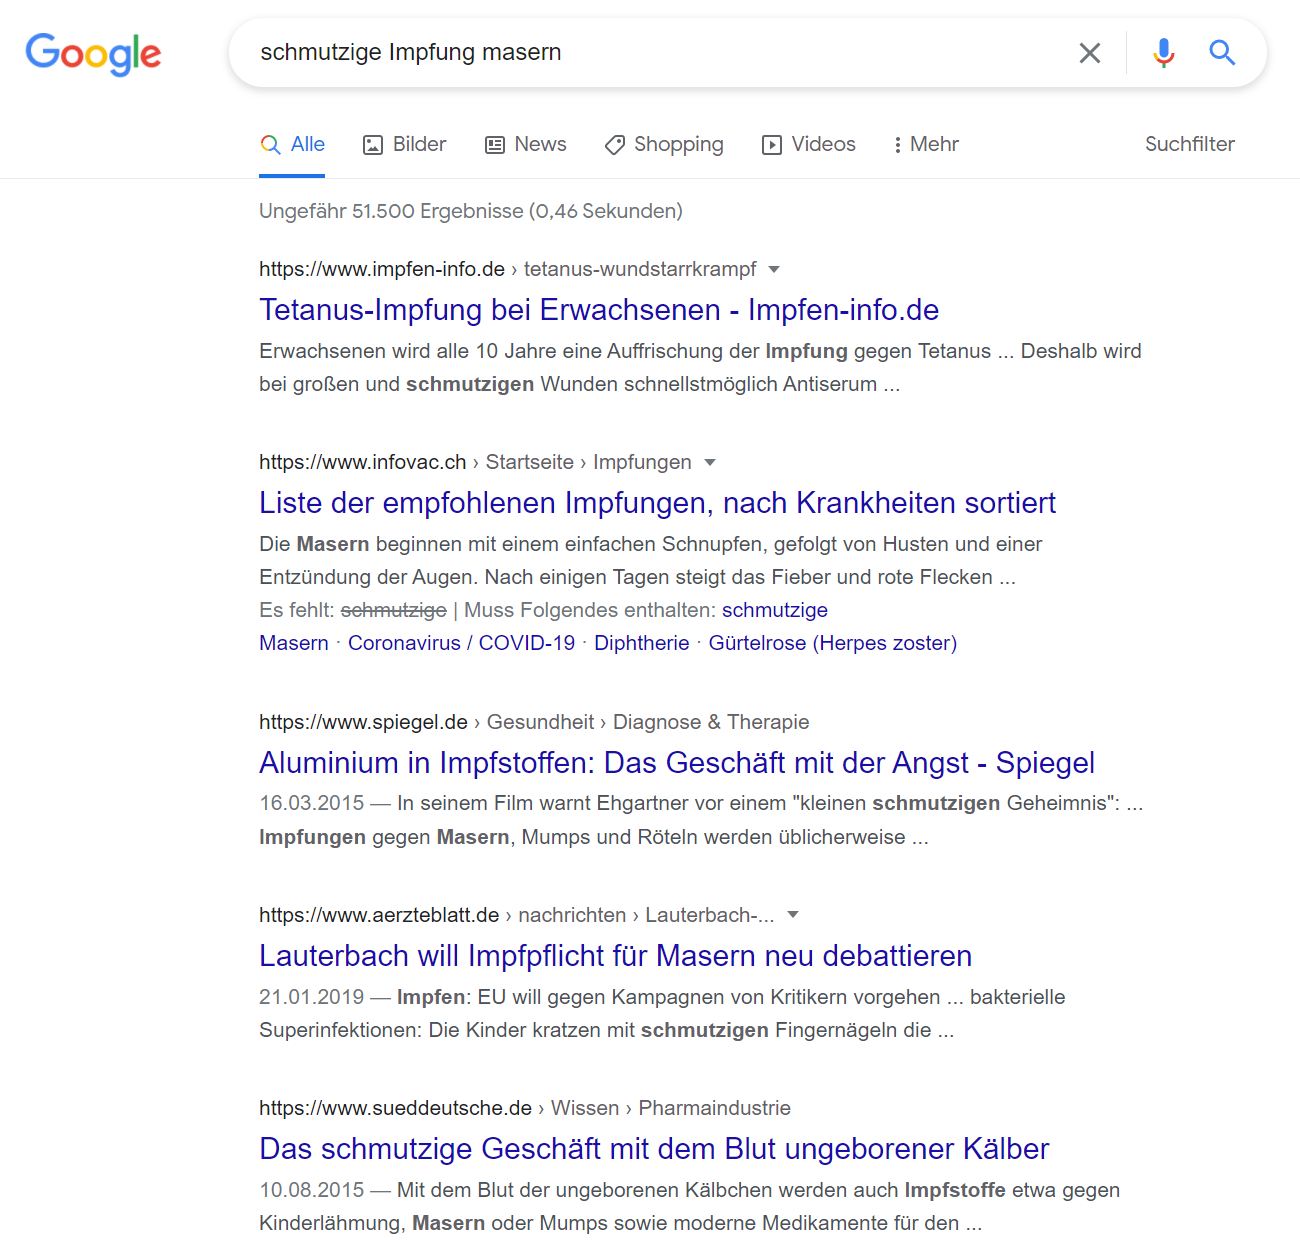 Google
schmutzige Impfung masern
Alle Bilder News Shopping Videos Mehr Suchfilter
Ungefähr 51.500 Ergebnisse (0,46 Sekunden)
https://www.impfen-info.de › tetanus-wundstarrkrampf
Tetanus-Impfung bei Erwachsenen - Impfen-info.de
Erwachsenen wird alle 10 Jahre eine Auffrischung der Impfung gegen Tetanus ... Deshalb wird
bei großen und schmutzigen Wunden schnellstmöglich Antiserum ...
https://www.infovac.ch › Startseite › Impfungen
Liste der empfohlenen Impfungen, nach Krankheiten sortiert
Die Masern beginnen mit einem einfachen Schnupfen, gefolgt von Husten und einer
Entzündung der Augen. Nach einigen Tagen steigt das Fieber und rote Flecken ...
Es fehlt: schmutzige | Muss Folgendes enthalten: schmutzige
Masern · Coronavirus / COVID-19 · Diphtherie · Gürtelrose (Herpes zoster)
https://www.spiegel.de › Gesundheit › Diagnose & Therapie
Aluminium in Impfstoffen: Das Geschäft mit der Angst - Spiegel
16.03.2015 — In seinem Film warnt Ehgartner vor einem "kleinen schmutzigen Geheimnis": ...
Impfungen gegen Masern, Mumps und Röteln werden üblicherweise ...
https://www.aerzteblatt.de › nachrichten › Lauterbach-...
Lauterbach will Impfpflicht für Masern neu debattieren
21.01.2019 — Impfen: EU will gegen Kampagnen von Kritikern vorgehen ... bakterielle
Superinfektionen: Die Kinder kratzen mit schmutzigen Fingernägeln die ...
https://www.sueddeutsche.de › Wissen › Pharmaindustrie
Das schmutzige Geschäft mit dem Blut ungeborener Kälber
10.08.2015 — Mit dem Blut der ungeborenen Kälbchen werden auch Impfstoffe etwa gegen
Kinderlähmung, Masern oder Mumps sowie moderne Medikamente für den ...